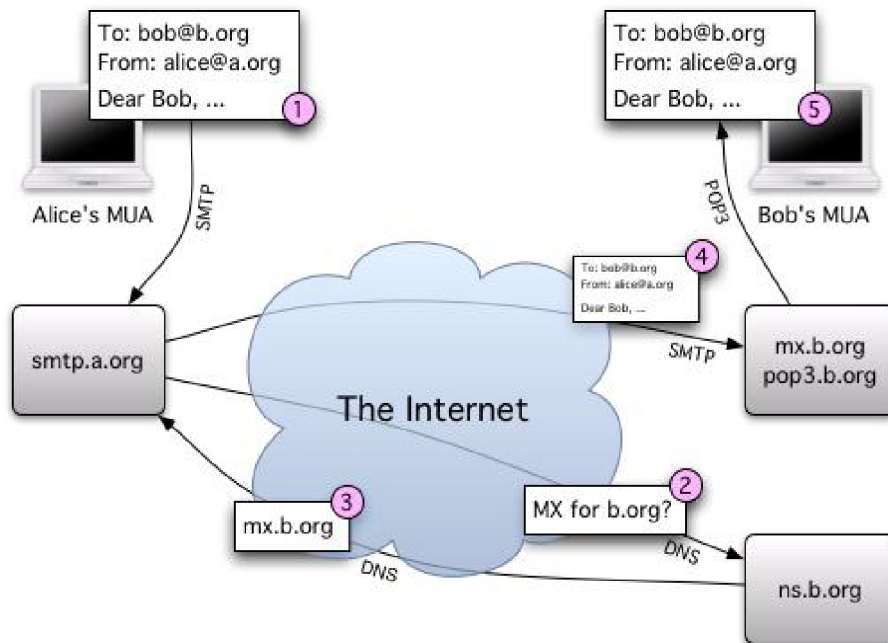 To: bob@b.org
From: alice@a.org
Dear Bob, ...
1
Alice's MUA
SMTP
To: bob@b.org
From: alice@a.org
Dear Bob, ...
5
Bob's MUA
POP3
To: bob@b.org
From: alice@a.org
Dear Bob, ...
4
SMTP
smtp.a.org
mx.b.org
pop3.b.org
The Internet
MX for b.org?
2
DNS
mx.b.org
3
DNS
ns.b.org